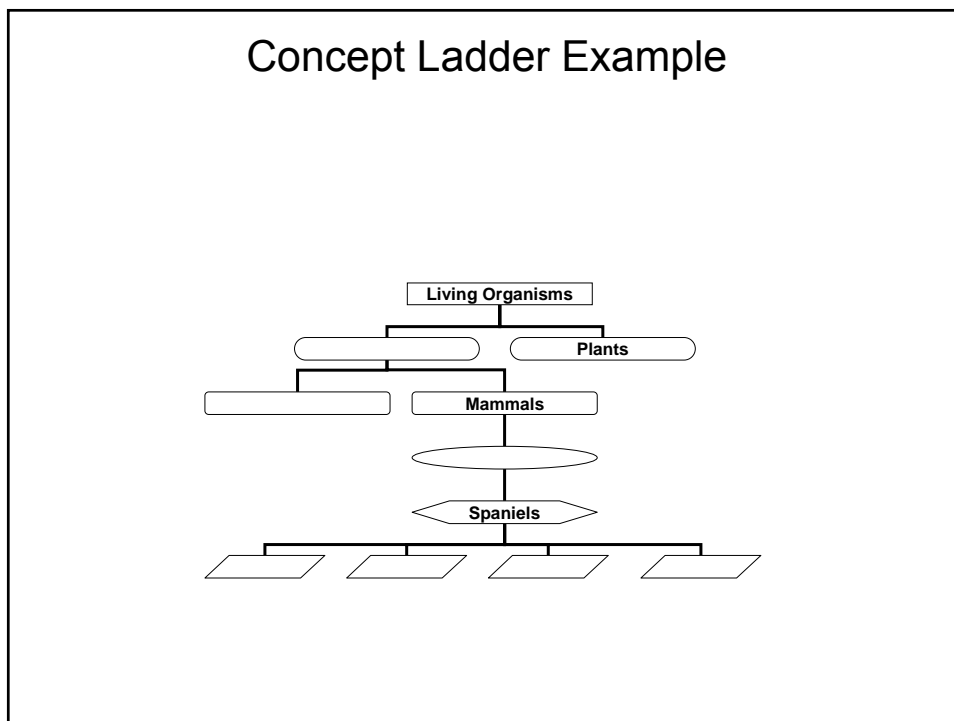 Concept Ladder Example
Living Organisms
Plants
Mammals
Spaniels